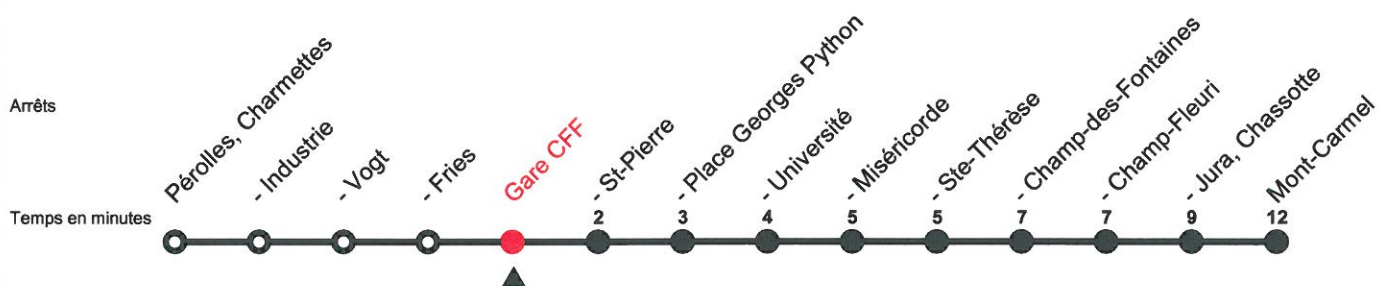 Arrêts
Pérolles, Charmettes
- Industrie
- Vogt
- Fries
Gare CFF
- St-Pierre
- Place Georges Python
- Université
- Miséricorde
- Ste-Thérèse
- Champ-des-Fontaines
- Champ-Fleuri
- Jura, Chassotte
Mont-Carmel
Temps en minutes
2 3 4 5 5 7 7 9 12